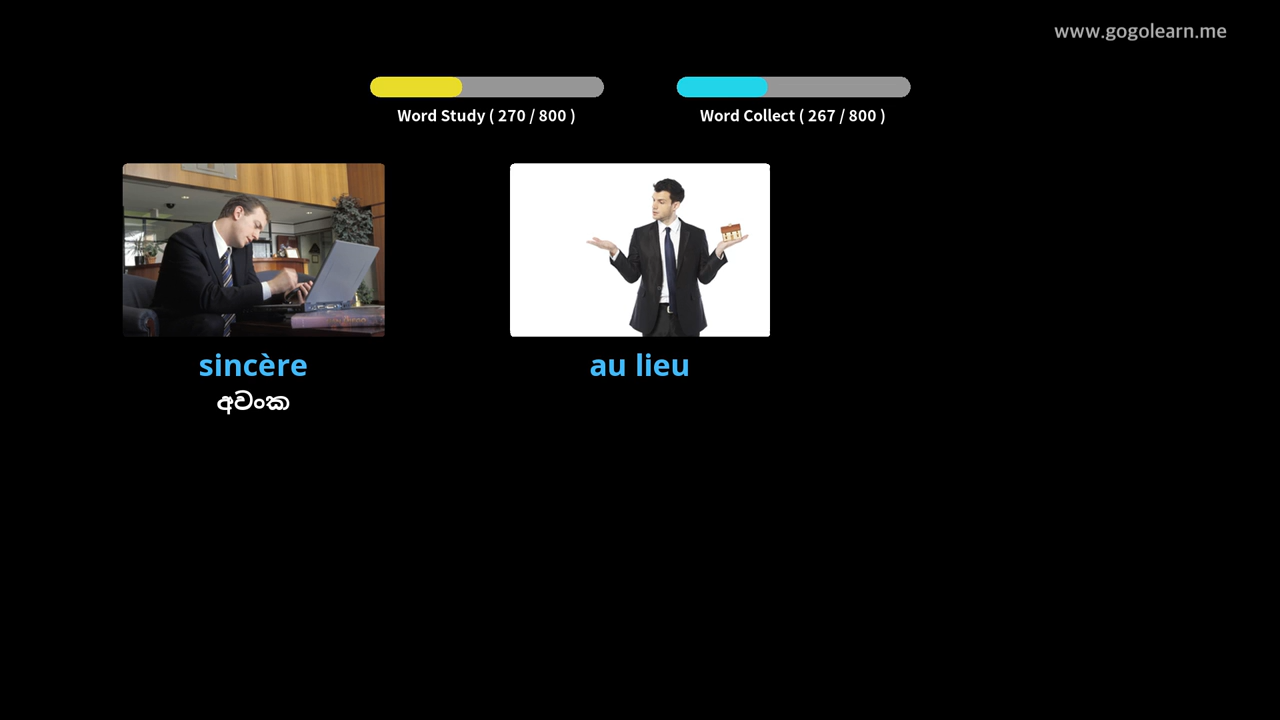 www.gogolearn.me
Word Study ( 270 / 800 )
Word Collect ( 267 / 800 )
sincère
අවංක
au lieu